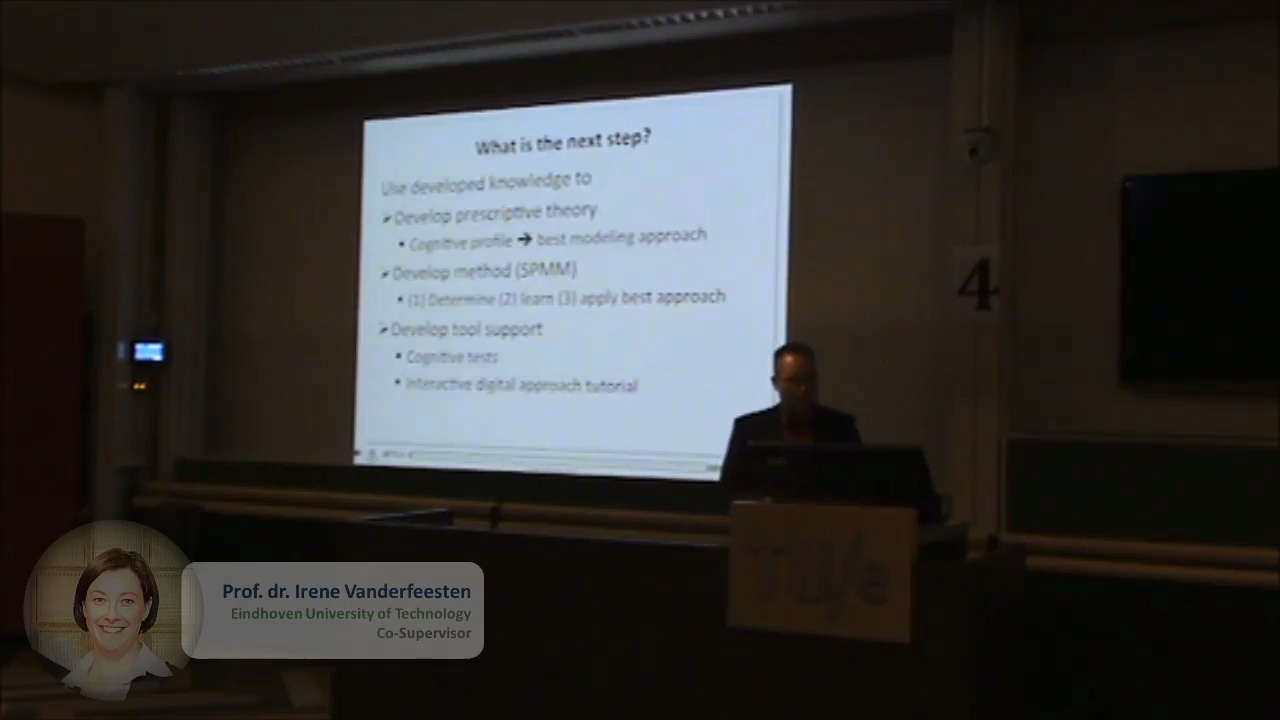 What is the next step?
Use developed knowledge to
➢ Develop prescriptive theory
▪ Cognitive profile ➔ best modeling approach
➢ Develop method (SPMM)
▪ (1) Determine (2) learn (3) apply best approach
➢ Develop tool support
▪ Cognitive tests
▪ Interactive digital approach tutorial
4
TU/e
Prof. dr. Irene Vanderfeesten
Eindhoven University of Technology
Co-Supervisor